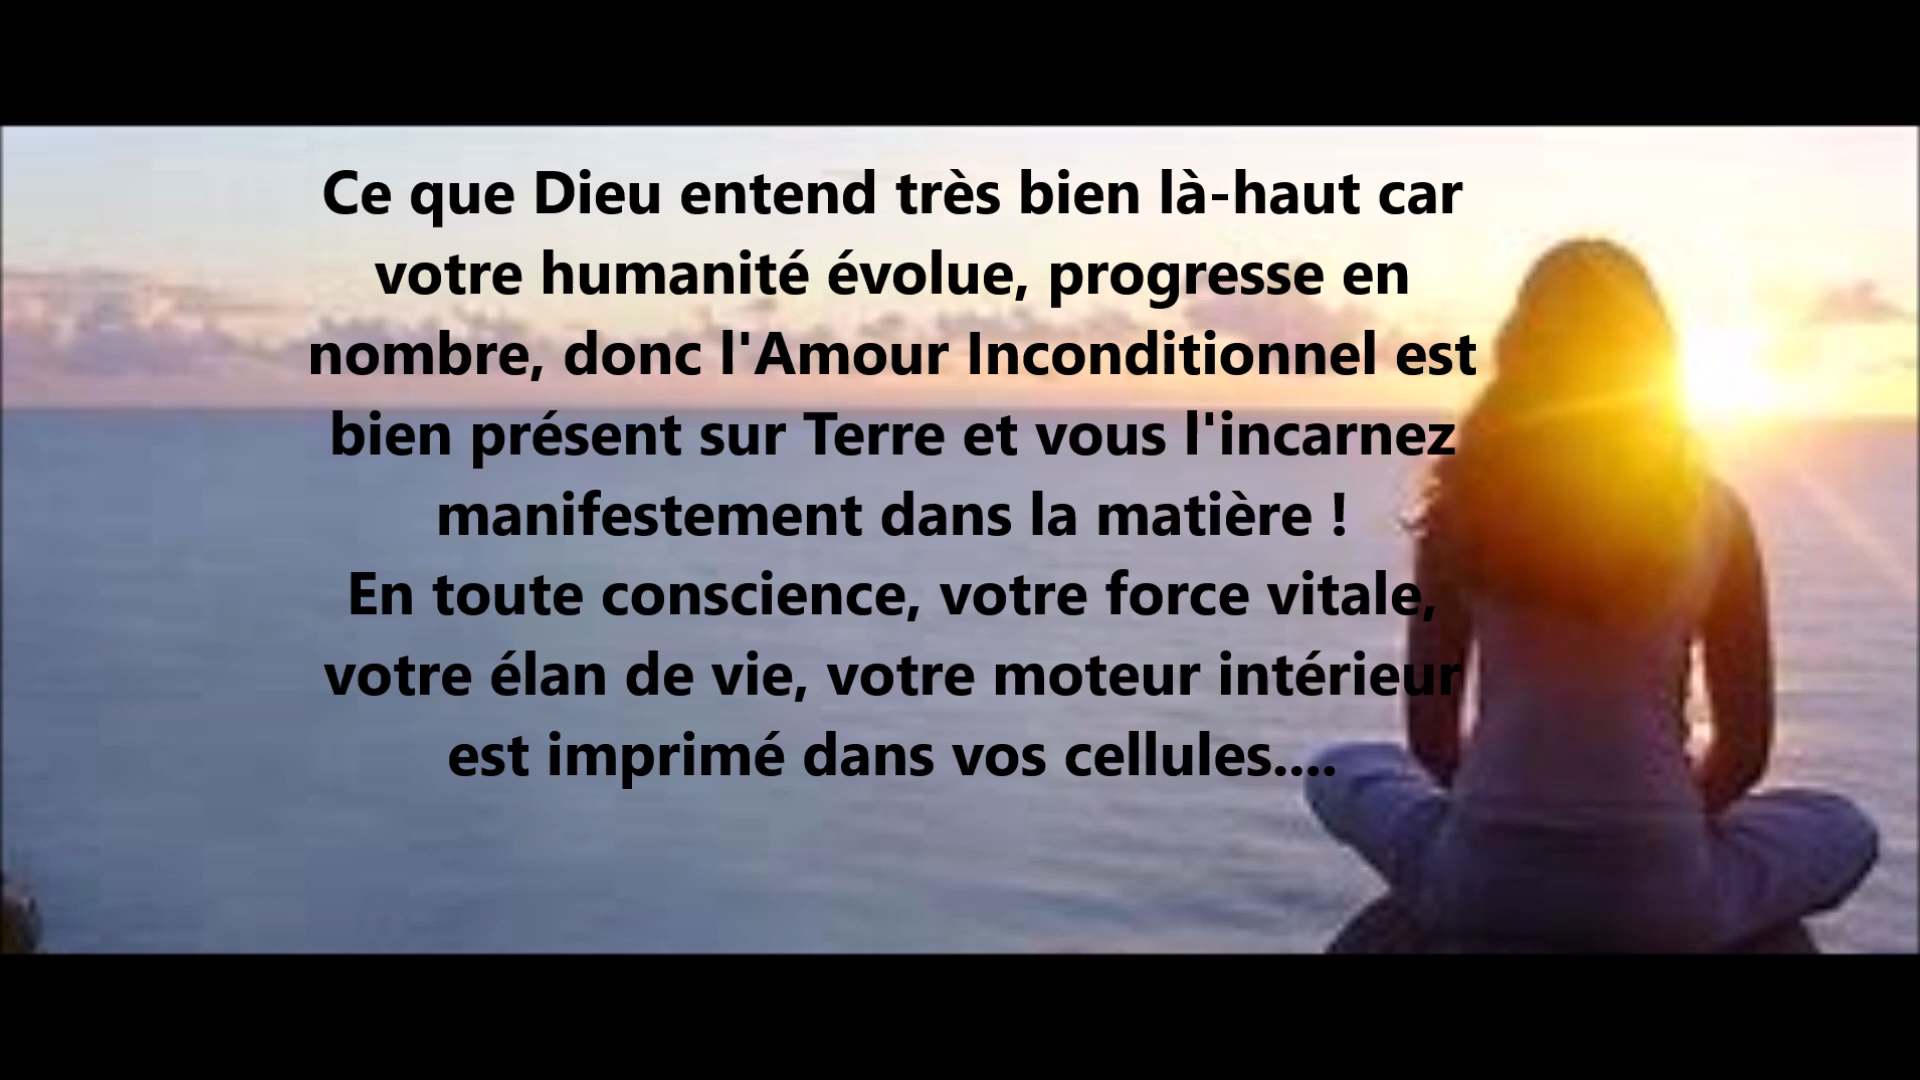 Ce que Dieu entend très bien là-haut car
votre humanité évolue, progresse en
nombre, donc l'Amour Inconditionnel est
bien présent sur Terre et vous l'incarnez
manifestement dans la matière !
En toute conscience, votre force vitale,
votre élan de vie, votre moteur intérieur
est imprimé dans vos cellules....